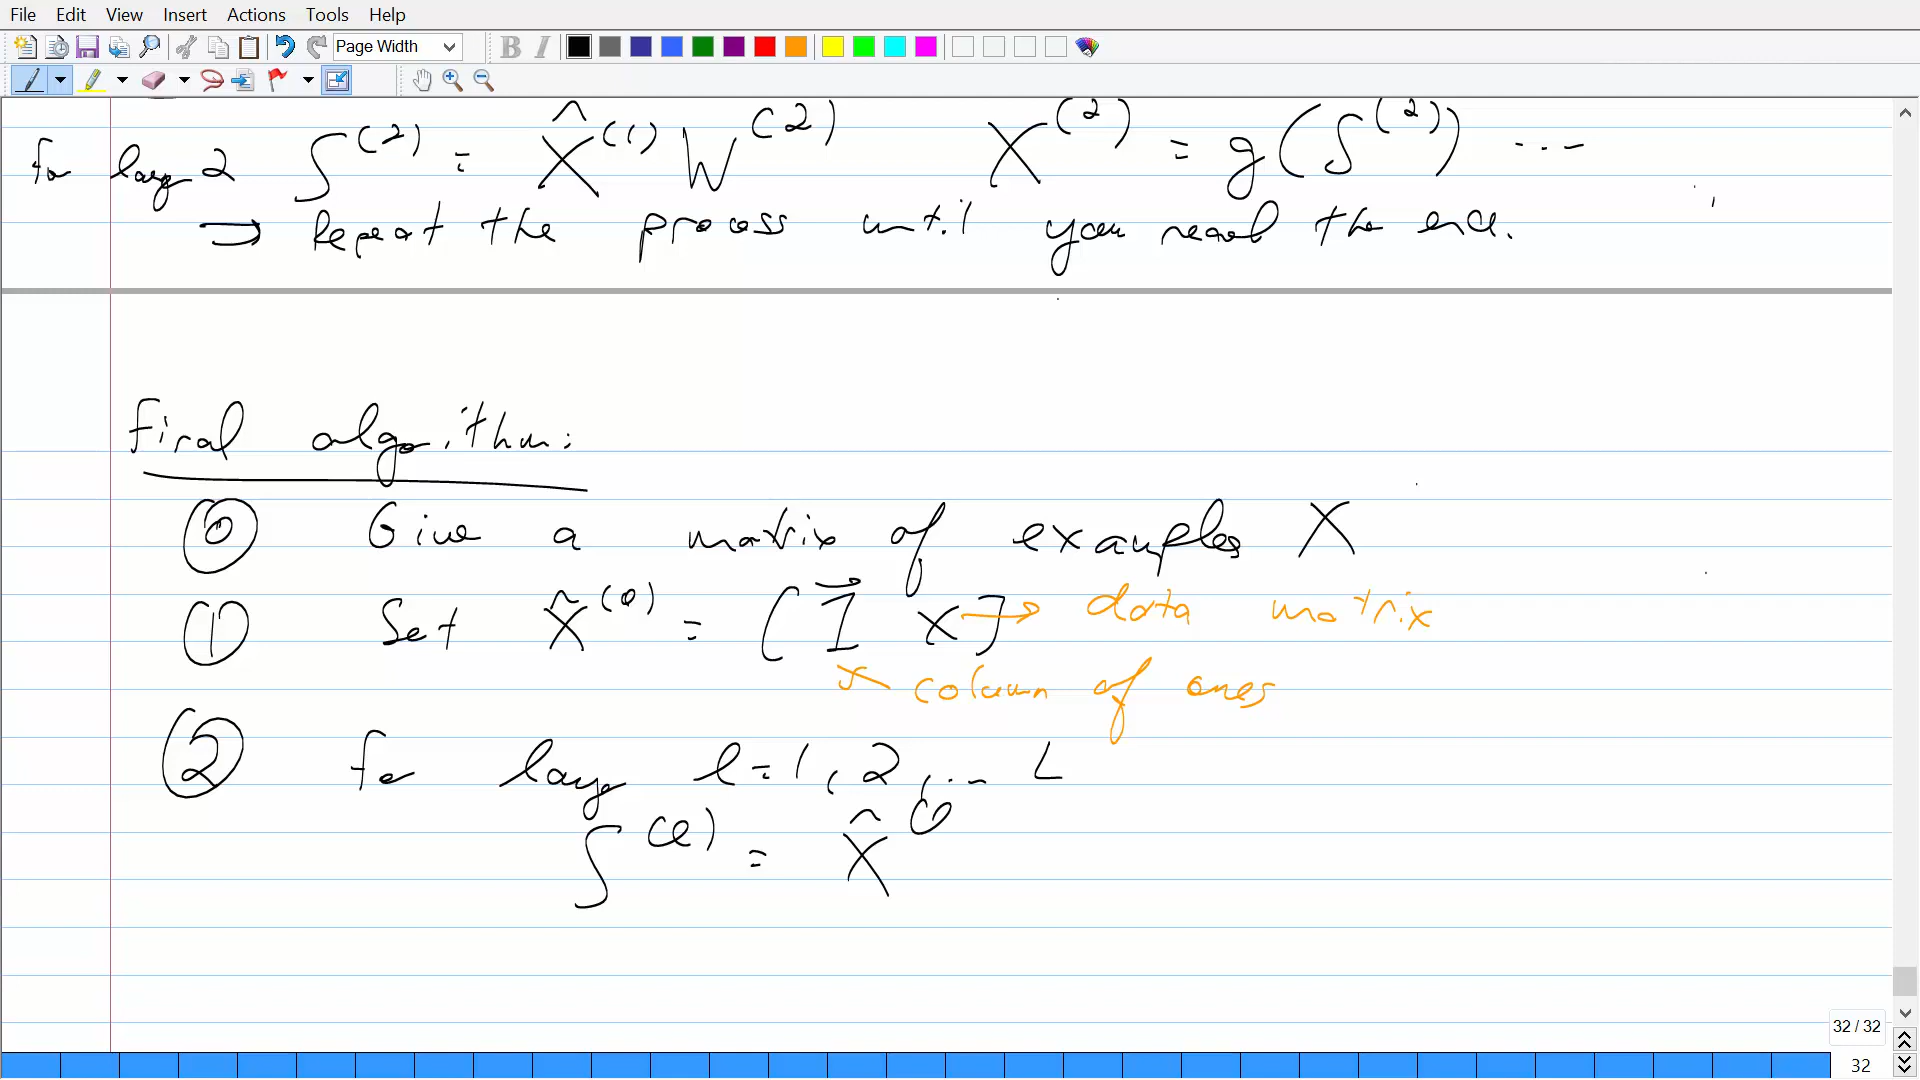 File Edit View Insert Actions Tools Help
Page Width
B I
for layer 2 S^(2) = X̂^(1) W^(2) X^(2) = g(S^(2)) ...
⇒ Repeat the process until you reach the end.
Final algorithm:
⓪ Give a matrix of examples X
① Set X̂^(0) = [1⃗ X] → data matrix
column of ones
② for layer l = 1, 2, ... L
S^(l) = X̂^(
32 / 32
32